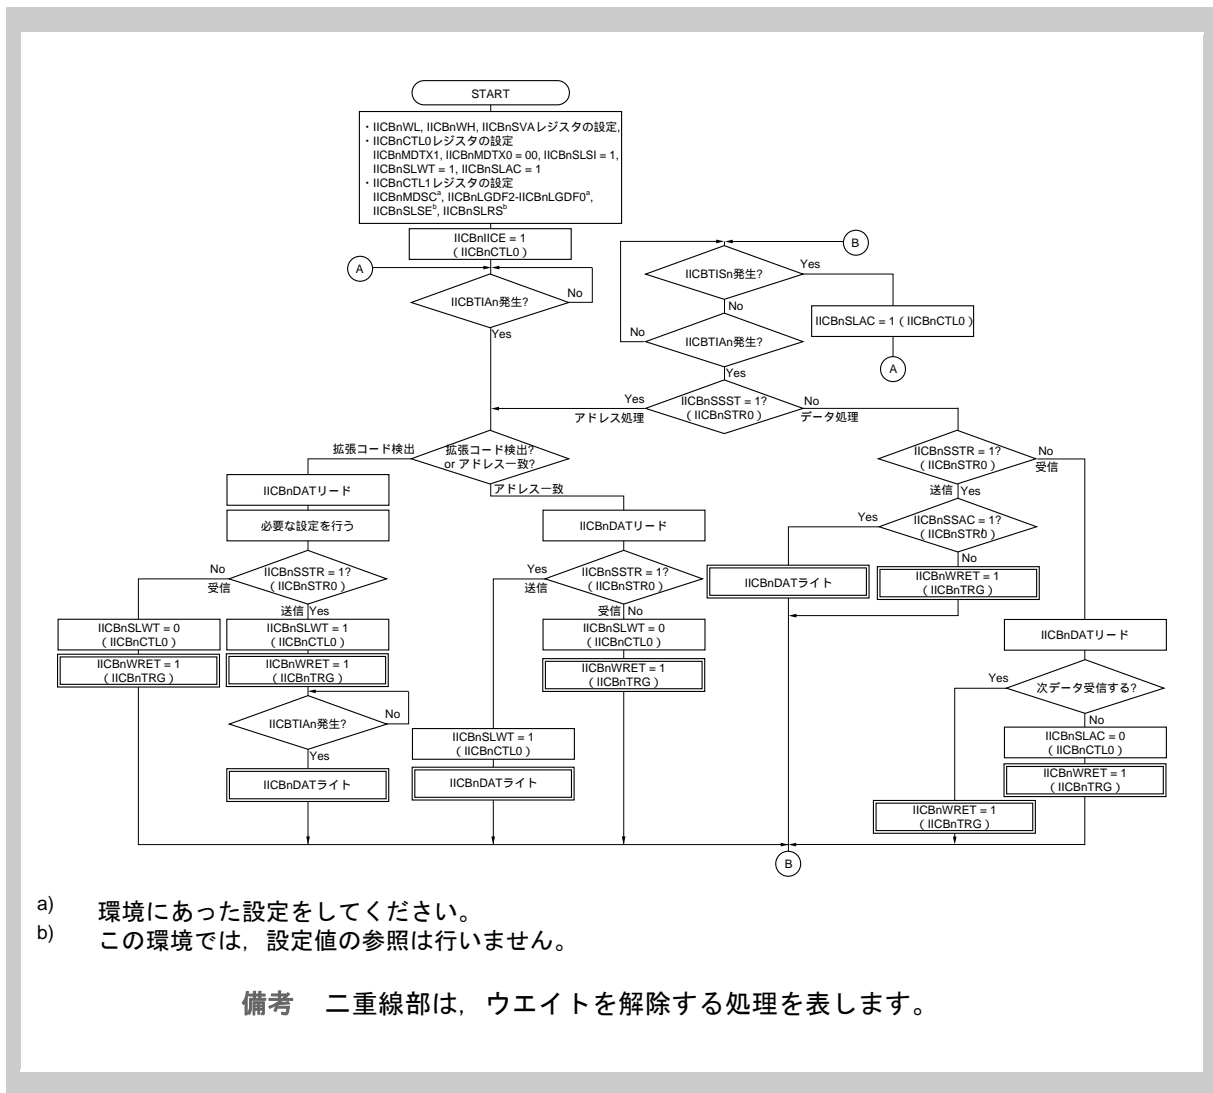 START
・IICBnWL, IICBnWH, IICBnSVAレジスタの設定,
・IICBnCTL0レジスタの設定
IICBnMDTX1, IICBnMDTX0 = 00, IICBnSLSI = 1,
IICBnSLWT = 1, IICBnSLAC = 1
・IICBnCTL1レジスタの設定
IICBnMDSCa, IICBnLGDF2-IICBnLGDF0a,
IICBnSLSEb, IICBnSLRSb
IICBnIICE = 1
( IICBnCTL0 )
A
IICBTIAn発生?
No
Yes
B
IICBTISn発生?
Yes
No
IICBnSLAC = 1 ( IICBnCTL0 )
A
IICBTIAn発生?
No
Yes
IICBnSSST = 1?
( IICBnSTR0 )
Yes
アドレス処理
No
データ処理
拡張コード検出?
or アドレス一致?
拡張コード検出
アドレス一致
IICBnDATリード
必要な設定を行う
IICBnSSTR = 1?
( IICBnSTR0 )
No
受信
送信 Yes
IICBnSLWT = 0
( IICBnCTL0 )
IICBnWRET = 1
( IICBnTRG )
IICBnSLWT = 1
( IICBnCTL0 )
IICBnWRET = 1
( IICBnTRG )
IICBTIAn発生?
No
Yes
IICBnDATライト
IICBnDATリード
IICBnSSTR = 1?
( IICBnSTR0 )
Yes
送信
受信 No
IICBnSLWT = 0
( IICBnCTL0 )
IICBnWRET = 1
( IICBnTRG )
IICBnSLWT = 1
( IICBnCTL0 )
IICBnDATライト
IICBnSSTR = 1?
( IICBnSTR0 )
No
受信
送信 Yes
IICBnSSAC = 1?
( IICBnSTR0 )
Yes
No
IICBnDATライト
IICBnWRET = 1
( IICBnTRG )
IICBnDATリード
次データ受信する?
Yes
No
IICBnSLAC = 0
( IICBnCTL0 )
IICBnWRET = 1
( IICBnTRG )
IICBnWRET = 1
( IICBnTRG )
B
a) 環境にあった設定をしてください。
b) この環境では，設定値の参照は行いません。
備考 二重線部は，ウエイトを解除する処理を表します。